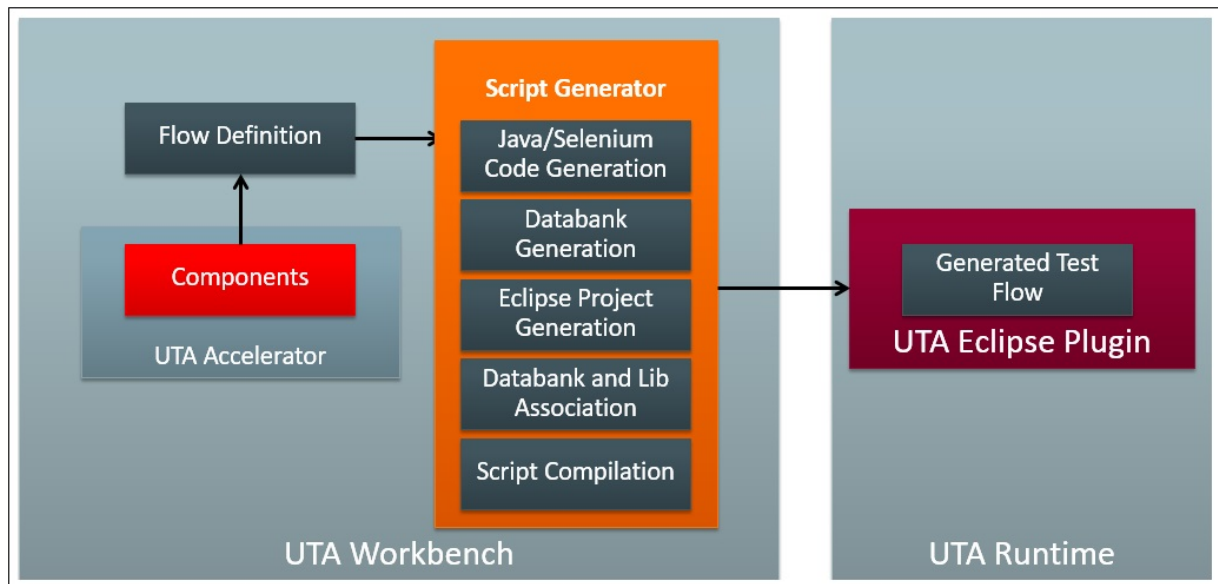 Flow Definition
Components
UTA Accelerator
Script Generator
Java/Selenium
Code Generation
Databank
Generation
Eclipse Project
Generation
Databank and Lib
Association
Script Compilation
UTA Workbench
Generated Test
Flow
UTA Eclipse Plugin
UTA Runtime